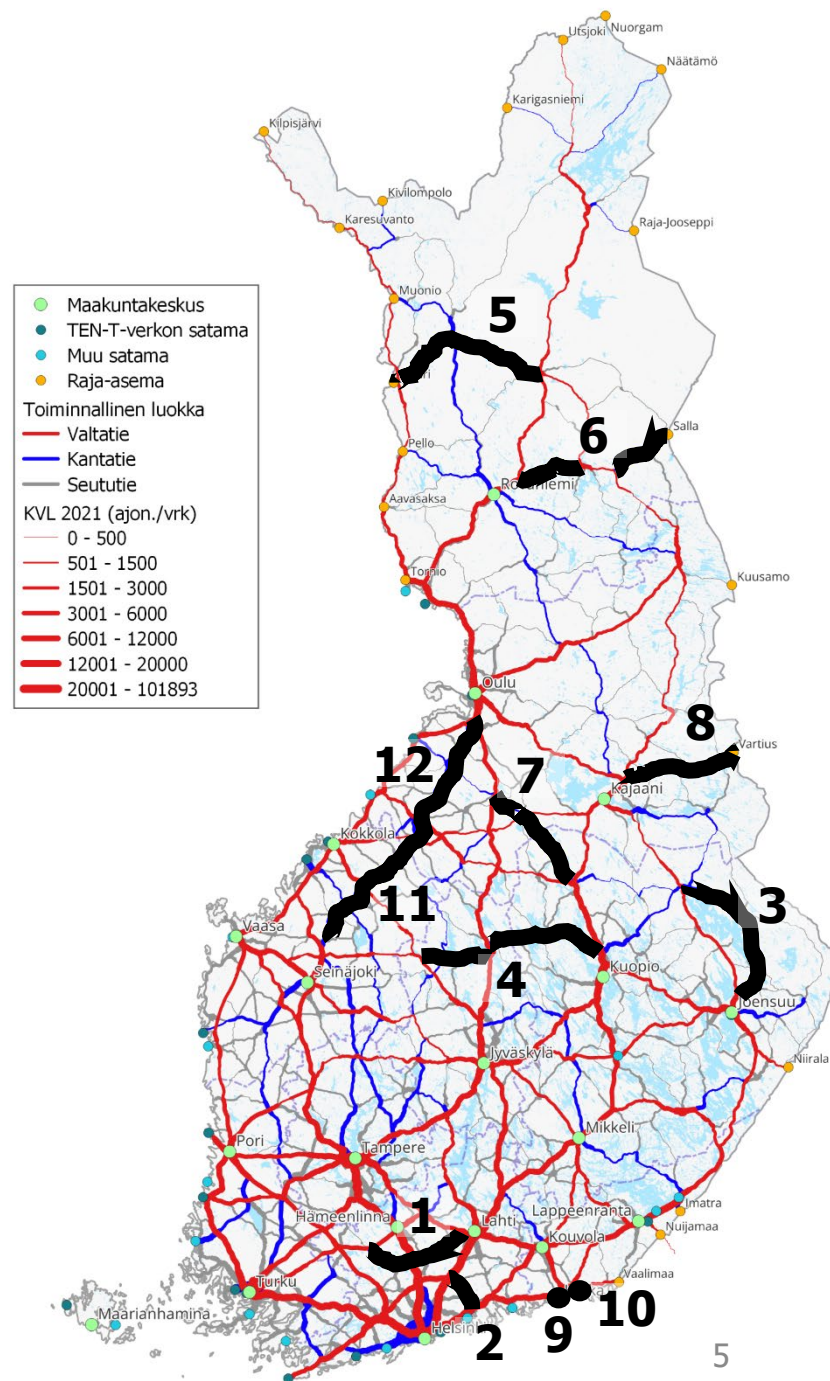 Nuorgam
Utsjoki
Näätämö
Karigasniemi
Kilpisjärvi
Kivilompolo
Karesuvanto
Raja-Jooseppi
Muonio
Maakuntakeskus
TEN-T-verkon satama
Muu satama
Raja-asema
Toiminnallinen luokka
Valtatie
Kantatie
Seututie
KVL 2021 (ajon./vrk)
0 - 500
501 - 1500
1501 - 3000
3001 - 6000
6001 - 12000
12001 - 20000
20001 - 101893
5
6
Salla
Pello
Aavasaksa
Tornio
Kuusamo
Oulu
8
Vartius
12
7
Kajaani
Kokkola
11
3
Vaasa
Seinäjoki
4
Kuopio
Joensuu
Jyväskylä
Niirala
Mikkeli
Pori
Tampere
Imatra
Lappeenranta
Hämeenlinna
1
Lahti
Nuijamaa
Kouvola
Turku
Vaalimaa
Maarianhamina
2
9
10
5